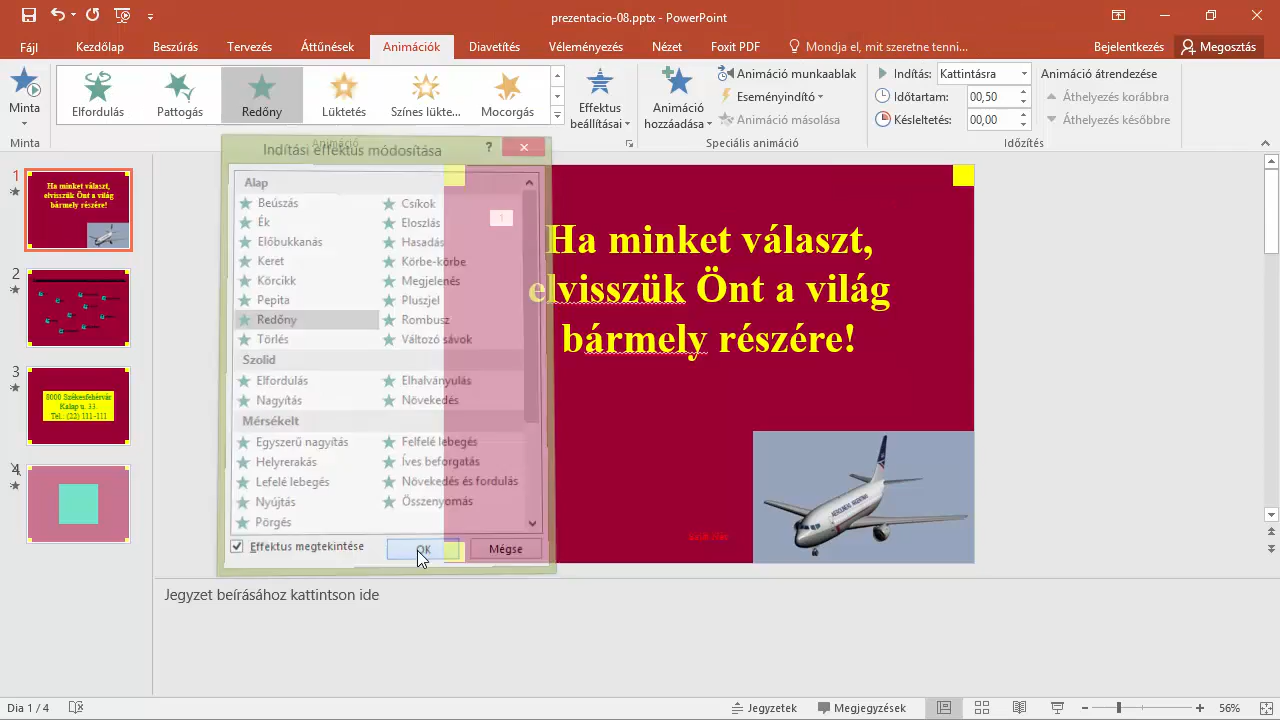 prezentacio-08.pptx - PowerPoint
Fájl
Kezdőlap
Beszúrás
Tervezés
Áttűnések
Animációk
Diavetítés
Véleményezés
Nézet
Foxit PDF
Mondja el, mit szeretne tenni...
Bejelentkezés
Megosztás
Minta
Elfordulás
Pattogás
Redőny
Lüktetés
Színes lükte...
Mocorgás
Effektus
beállításai
Animáció
hozzáadása
Animáció munkaablak
Eseményindító
Animáció másolása
Indítás: Kattintásra
Időtartam: 00,50
Késleltetés: 00,00
Animáció átrendezése
Áthelyezés korábbra
Áthelyezés későbbre
Minta
Animáció
Speciális animáció
Időzítés
Indítási effektus módosítása
?
Alap
Beúszás
Csíkok
Ék
Eloszlás
Előbukkanás
Hasadás
Keret
Körbe-körbe
Körcikk
Megjelenés
Pepita
Pluszjel
Redőny
Rombusz
Törlés
Változó sávok
Szolid
Elfordulás
Elhalványulás
Nagyítás
Növekedés
Mérsékelt
Egyszerű nagyítás
Felfelé lebegés
Helyrerakás
Íves beforgatás
Lefelé lebegés
Növekedés és fordulás
Nyújtás
Összenyomás
Pörgés
Effektus megtekintése
OK
Mégse
1
Ha minket választ,
elvisszük Önt a világ
bármely részére!
1
Ha minket választ,
elvisszük Önt a világ
bármely részére!
2
3
8000 Székesfehérvár
Kalap u. 33.
Tel.: (22) 111-111
4
Jegyzet beírásához kattintson ide
Dia 1 / 4
Jegyzetek
Megjegyzések
56%